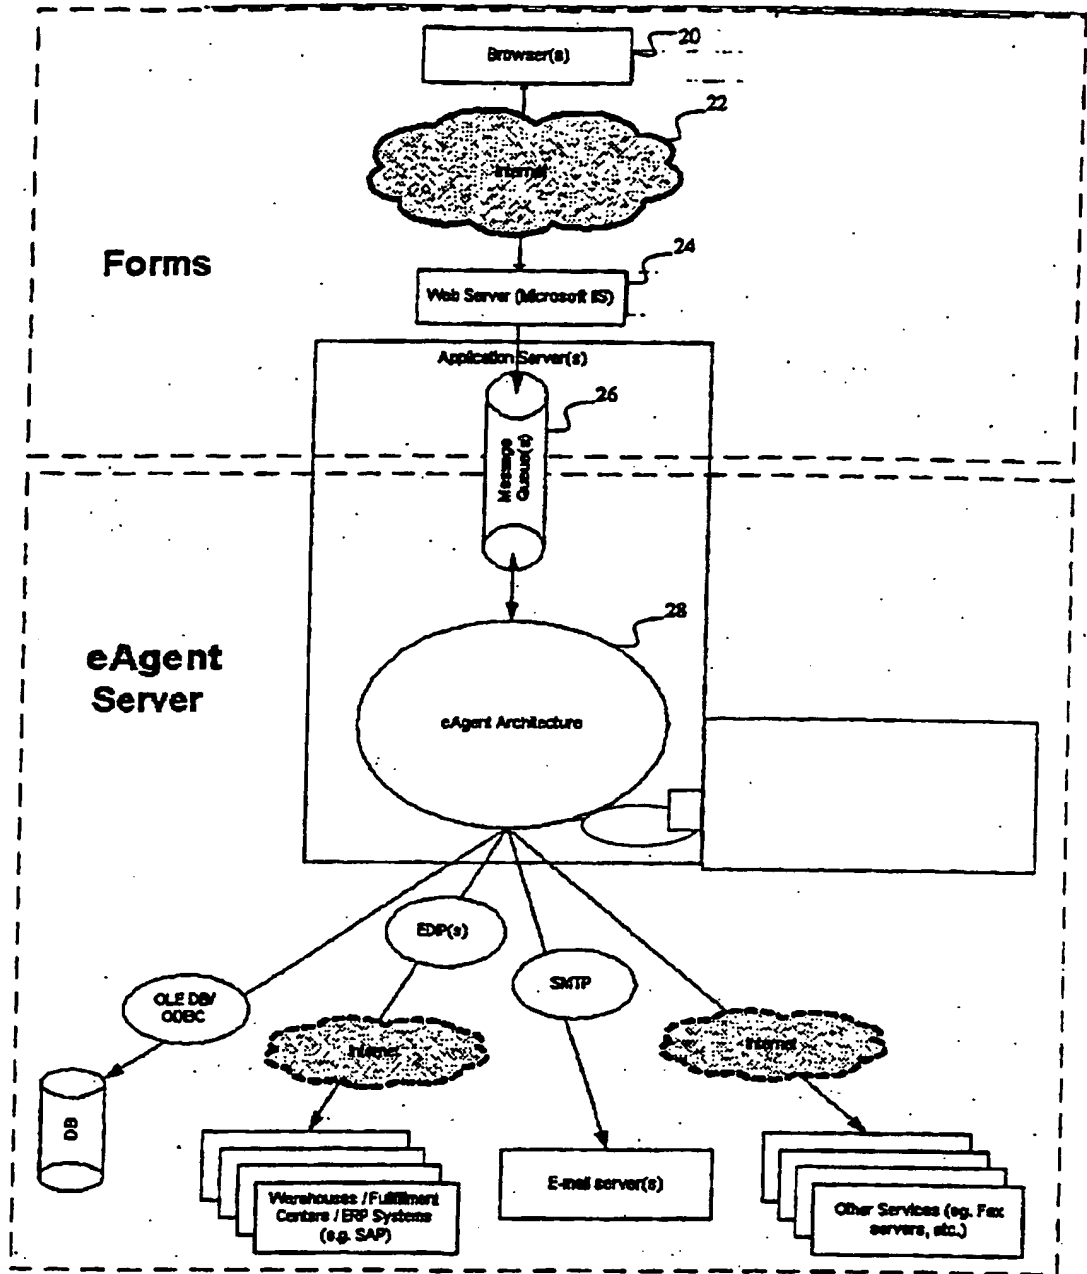 20
Browser(s)
22
Internet
24
Forms
Web Server (Microsoft IIS)
Application Server(s)
26
Message
Queue(s)
28
eAgent
Server
eAgent Architecture
EDIP(s)
SMTP
OLE DB/
ODBC
Internet
Internet
DB
Warehouses / Fulfillment
Centers / ERP Systems
(e.g. SAP)
E-mail server(s)
Other Services (eg. Fax
servers, etc.)